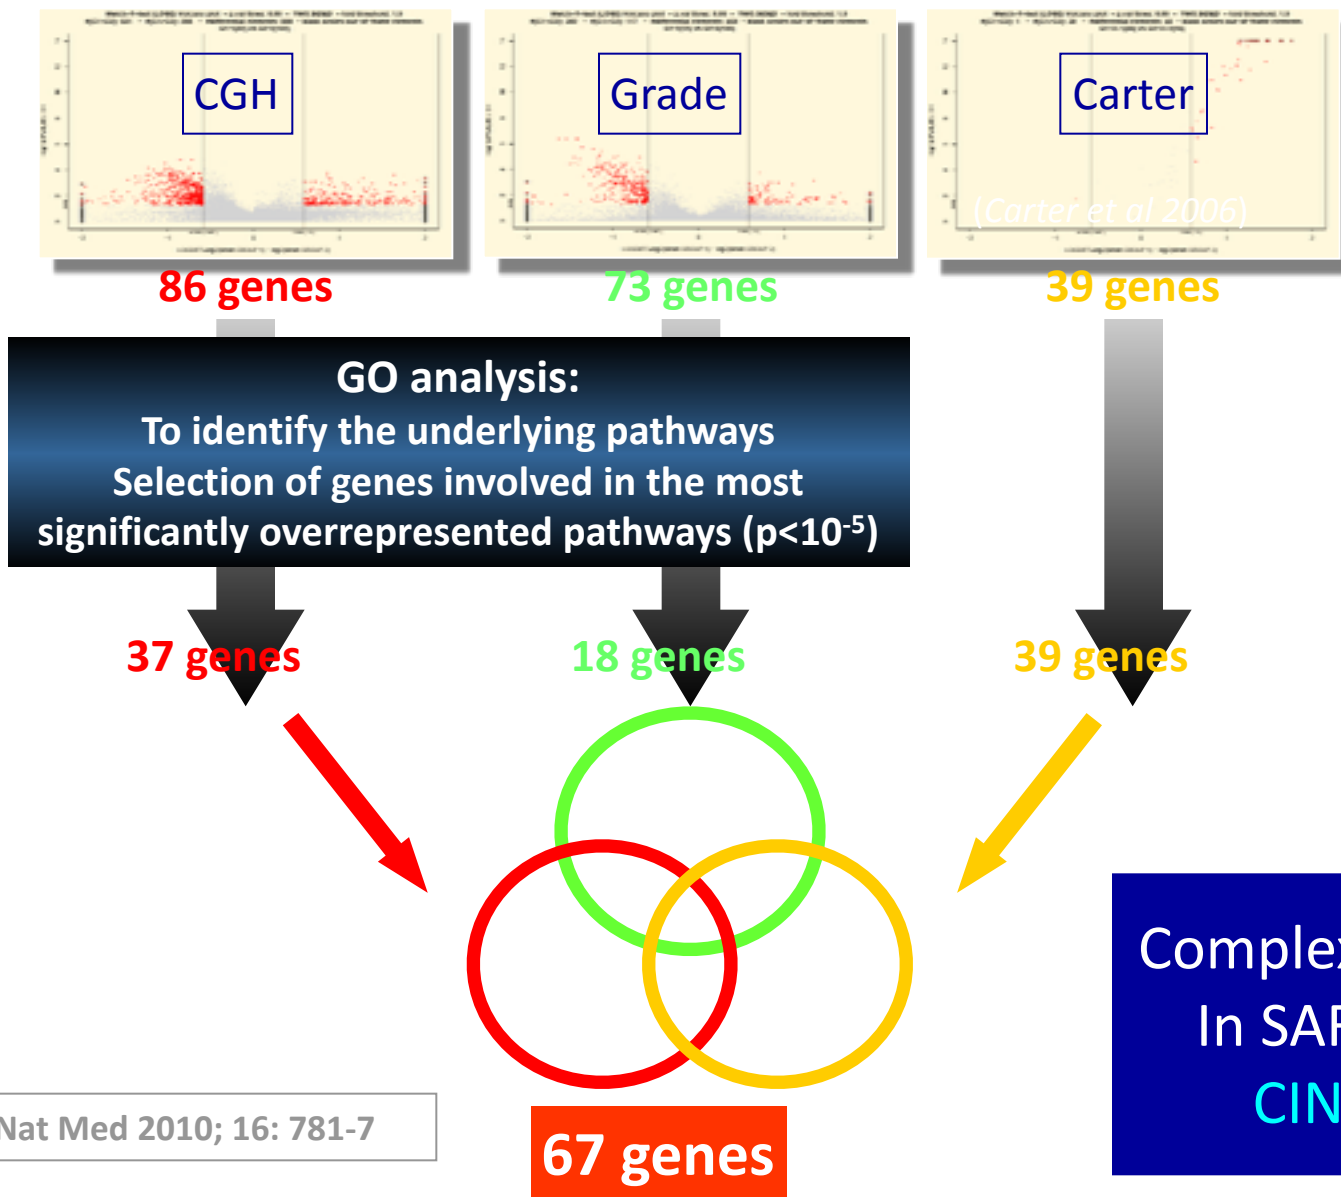 CGH
Grade
Carter
(Carter et al 2006)
86 genes
73 genes
39 genes
GO analysis:
To identify the underlying pathways
Selection of genes involved in the most
significantly overrepresented pathways (p<10⁻⁵)
37 genes
18 genes
39 genes
Complex
In SAR
CIN
Nat Med 2010; 16: 781-7
67 genes